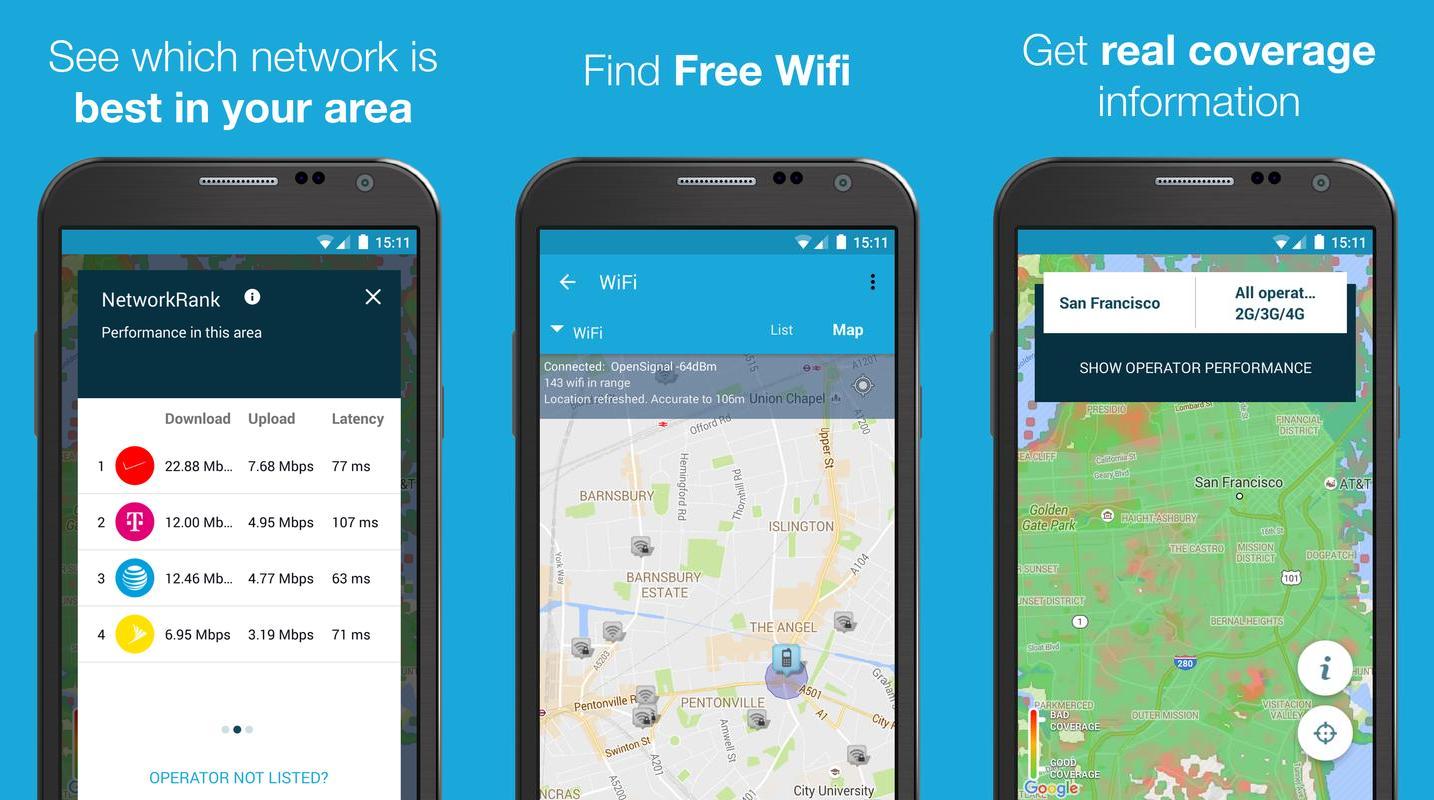 See which network is
best in your area
15:11
NetworkRank
Performance in this area
Download Upload Latency
1 22.88 Mb... 7.68 Mbps 77 ms
2 T 12.00 Mb... 4.95 Mbps 107 ms
3 12.46 Mb... 4.77 Mbps 63 ms
4 6.95 Mbps 3.19 Mbps 71 ms
OPERATOR NOT LISTED?
Find Free Wifi
15:11
WiFi
WiFi List Map
Connected: OpenSignal -64dBm
143 wifi in range
Location refreshed. Accurate to 106m
Union Chapel
A1201
A1200
Offord Rd
Upper St
Hemingford Rd
Thornhill Rd
BARNSBURY
ISLINGTON
York Way
A104
BARNSBURY
ESTATE
THE ANGEL
A5203
Pentonville R
PENTONVILLE
A501
A1
Graham
City R
Swinton St
Amwell St
A201
NCRAS
City University
Get real coverage
information
15:11
San Francisco
All operat...
2G/3G/4G
SHOW OPERATOR PERFORMANCE
PRESIDIO
Lombard St
FINANCIAL
DISTRICT
EA CLIFF
California St
Geary Blvd
San Francisco
AT&T
Golden
Gate Park
HAIGHT-ASHBURY
16th St
THE CASTRO
MISSION
DISTRICT
DOGPATCH
R SUNSET
101
UNSET DISTRICT
1
BERNAL HEIGHTS
Sloat Blvd
280
HUNT
PARKMERCED
OUTER MISSION
VISITACION
VALLEY
BAD
COVERAGE
GOOD
COVERAGE
Google